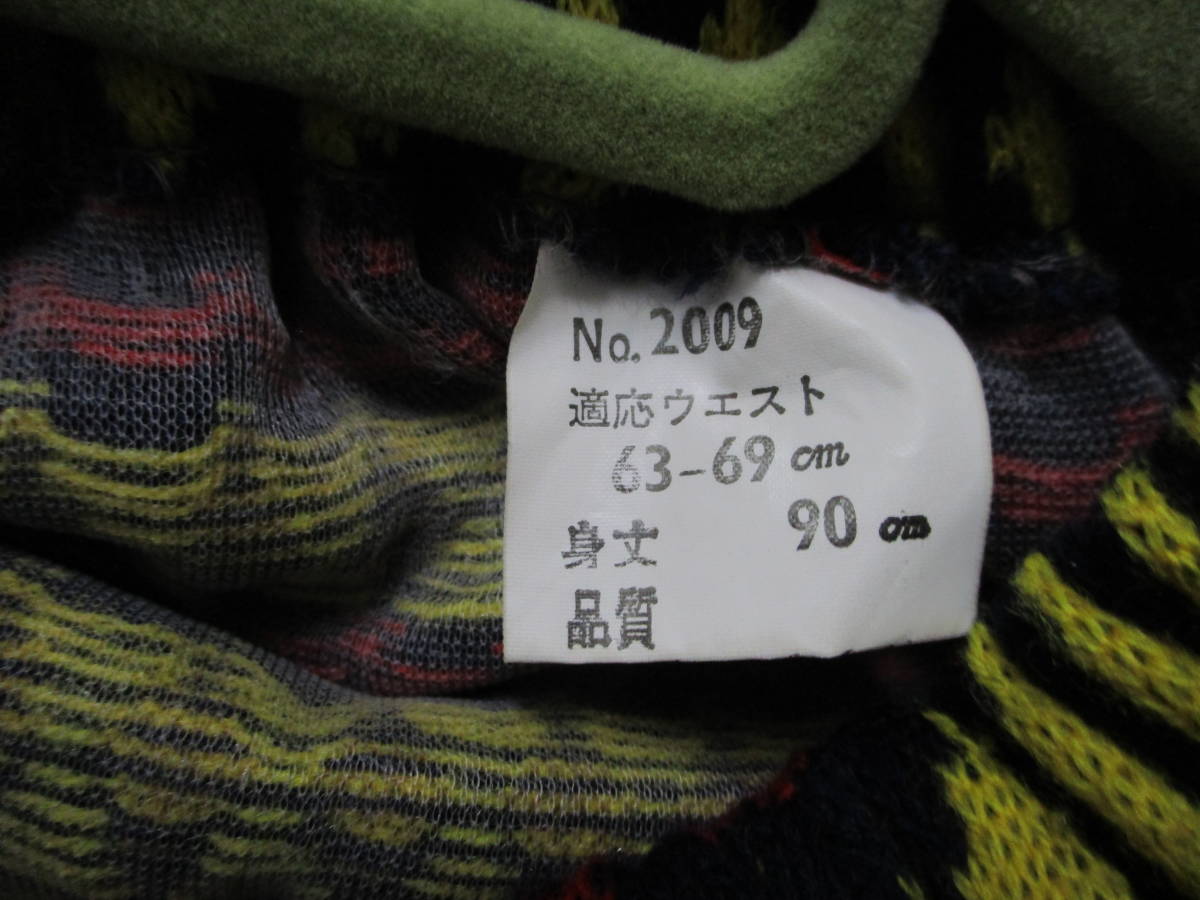 No. 2009
適応ウエスト
63-69 cm
身丈 90 cm
品質